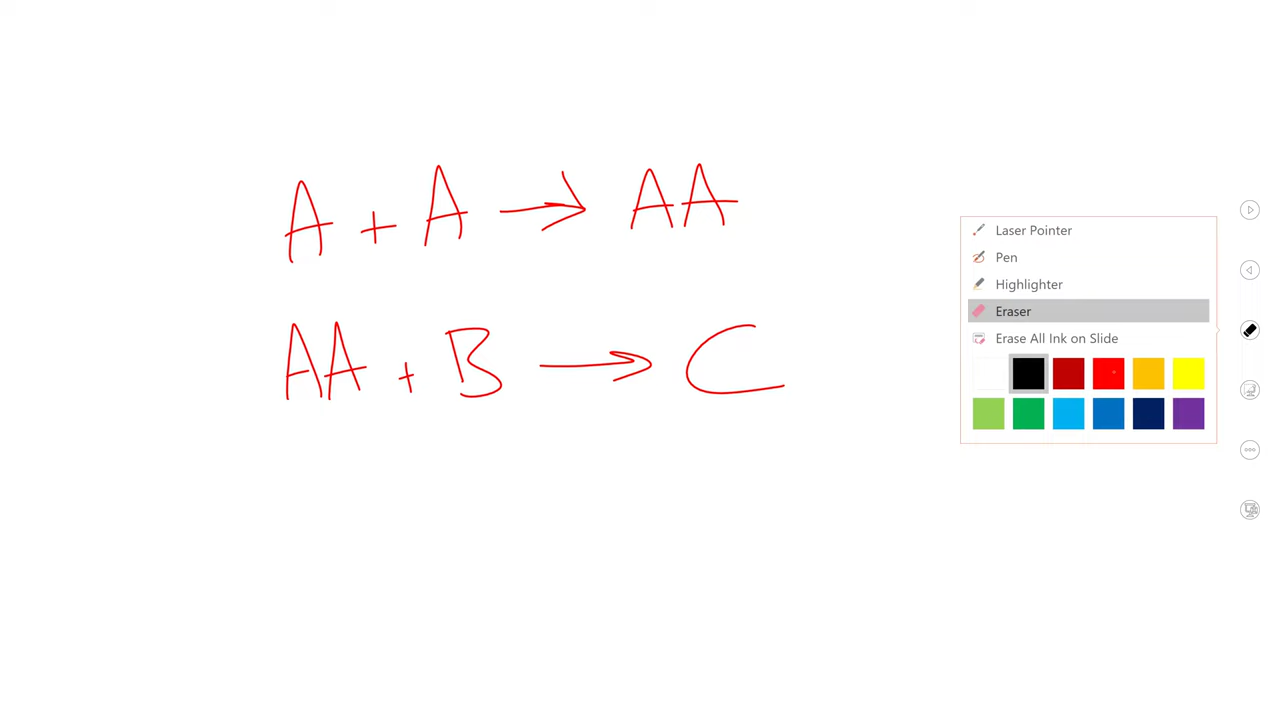 A + A → AA
Laser Pointer
Pen
Highlighter
Eraser
Erase All Ink on Slide
AA + B → C